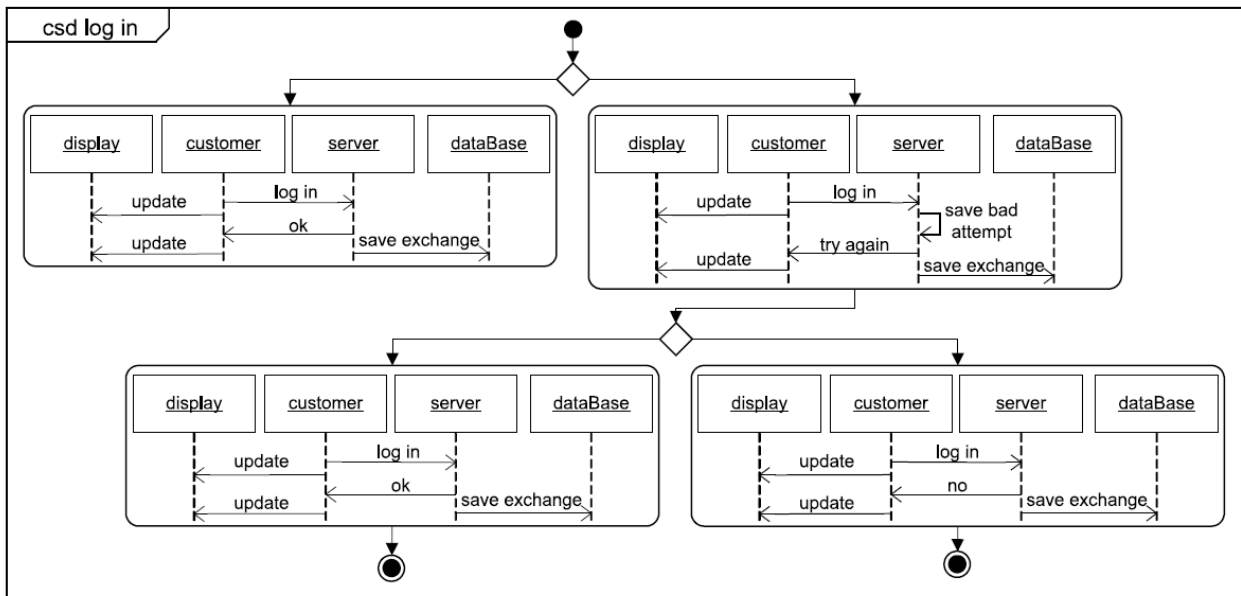 csd log in
display customer server dataBase
log in
update
ok
update
save exchange
display customer server dataBase
log in
update
save bad
attempt
try again
update
save exchange
display customer server dataBase
log in
update
ok
update
save exchange
display customer server dataBase
log in
update
no
update
save exchange